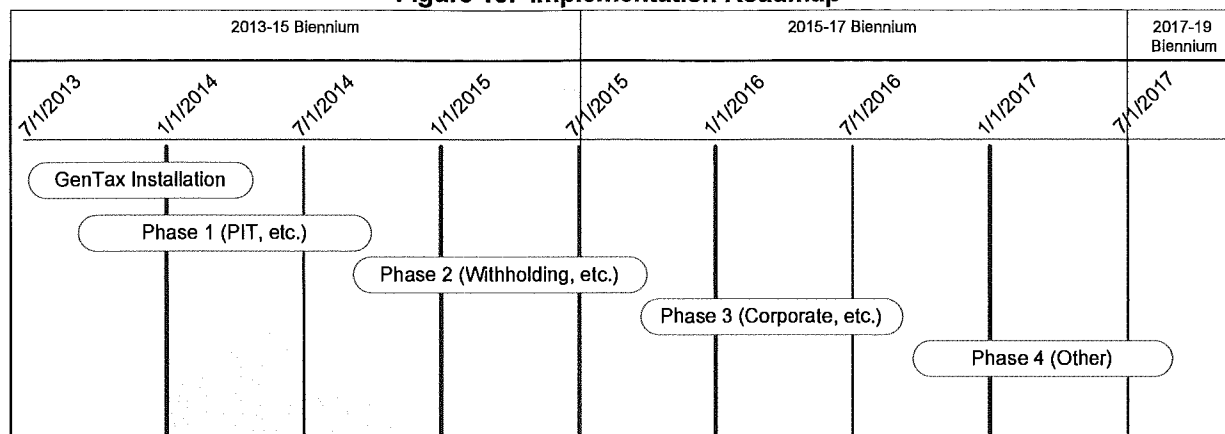 Figure 16: Implementation Roadmap
2013-15 Biennium
2015-17 Biennium
2017-19
Biennium
7/1/2013
1/1/2014
7/1/2014
1/1/2015
7/1/2015
1/1/2016
7/1/2016
1/1/2017
7/1/2017
GenTax Installation
Phase 1 (PIT, etc.)
Phase 2 (Withholding, etc.)
Phase 3 (Corporate, etc.)
Phase 4 (Other)